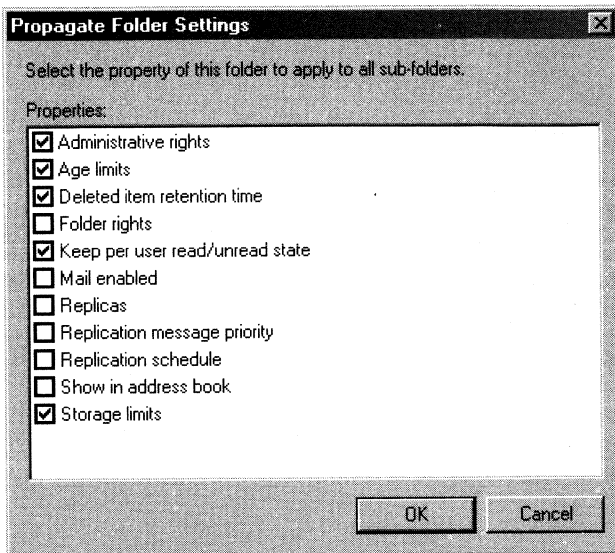 Propagate Folder Settings
Select the property of this folder to apply to all sub-folders.
Properties:
Administrative rights
Age limits
Deleted item retention time
Folder rights
Keep per user read/unread state
Mail enabled
Replicas
Replication message priority
Replication schedule
Show in address book
Storage limits
OK Cancel